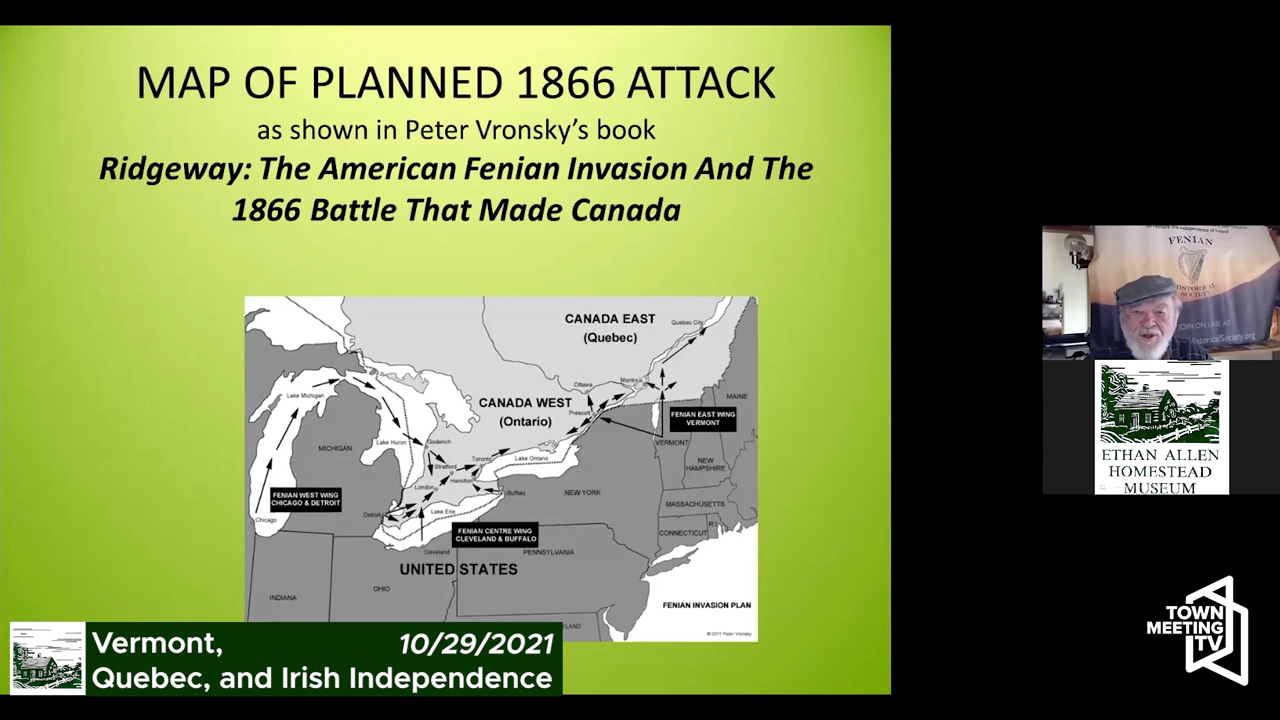 MAP OF PLANNED 1866 ATTACK
as shown in Peter Vronsky's book
Ridgeway: The American Fenian Invasion And The
1866 Battle That Made Canada
CANADA EAST
(Quebec)
Quebec City
Ottawa
Montreal
Lake Michigan
CANADA WEST
(Ontario)
Prescott
MAINE
FENIAN EAST WING
VERMONT
MICHIGAN
Lake Huron
Goderich
VERMONT
Toronto
Lake Ontario
Stratford
NEW
HAMPSHIRE
London
Hamilton
FENIAN WEST WING
CHICAGO & DETROIT
Buffalo
NEW YORK
MASSACHUSETTS
Chicago
Detroit
Lake Erie
R.I.
CONNECTICUT
FENIAN CENTRE WING
CLEVELAND & BUFFALO
Cleveland
PENNSYLVANIA
UNITED STATES
OHIO
INDIANA
FENIAN INVASION PLAN
YLAND
© 2011 Peter Vronsky
FENIAN
HISTORICAL
SOCIETY
JOIN ON LINE AT
ETHAN ALLEN
HOMESTEAD
MUSEUM
TOWN
MEETING
TV
Vermont, 10/29/2021
Quebec, and Irish Independence